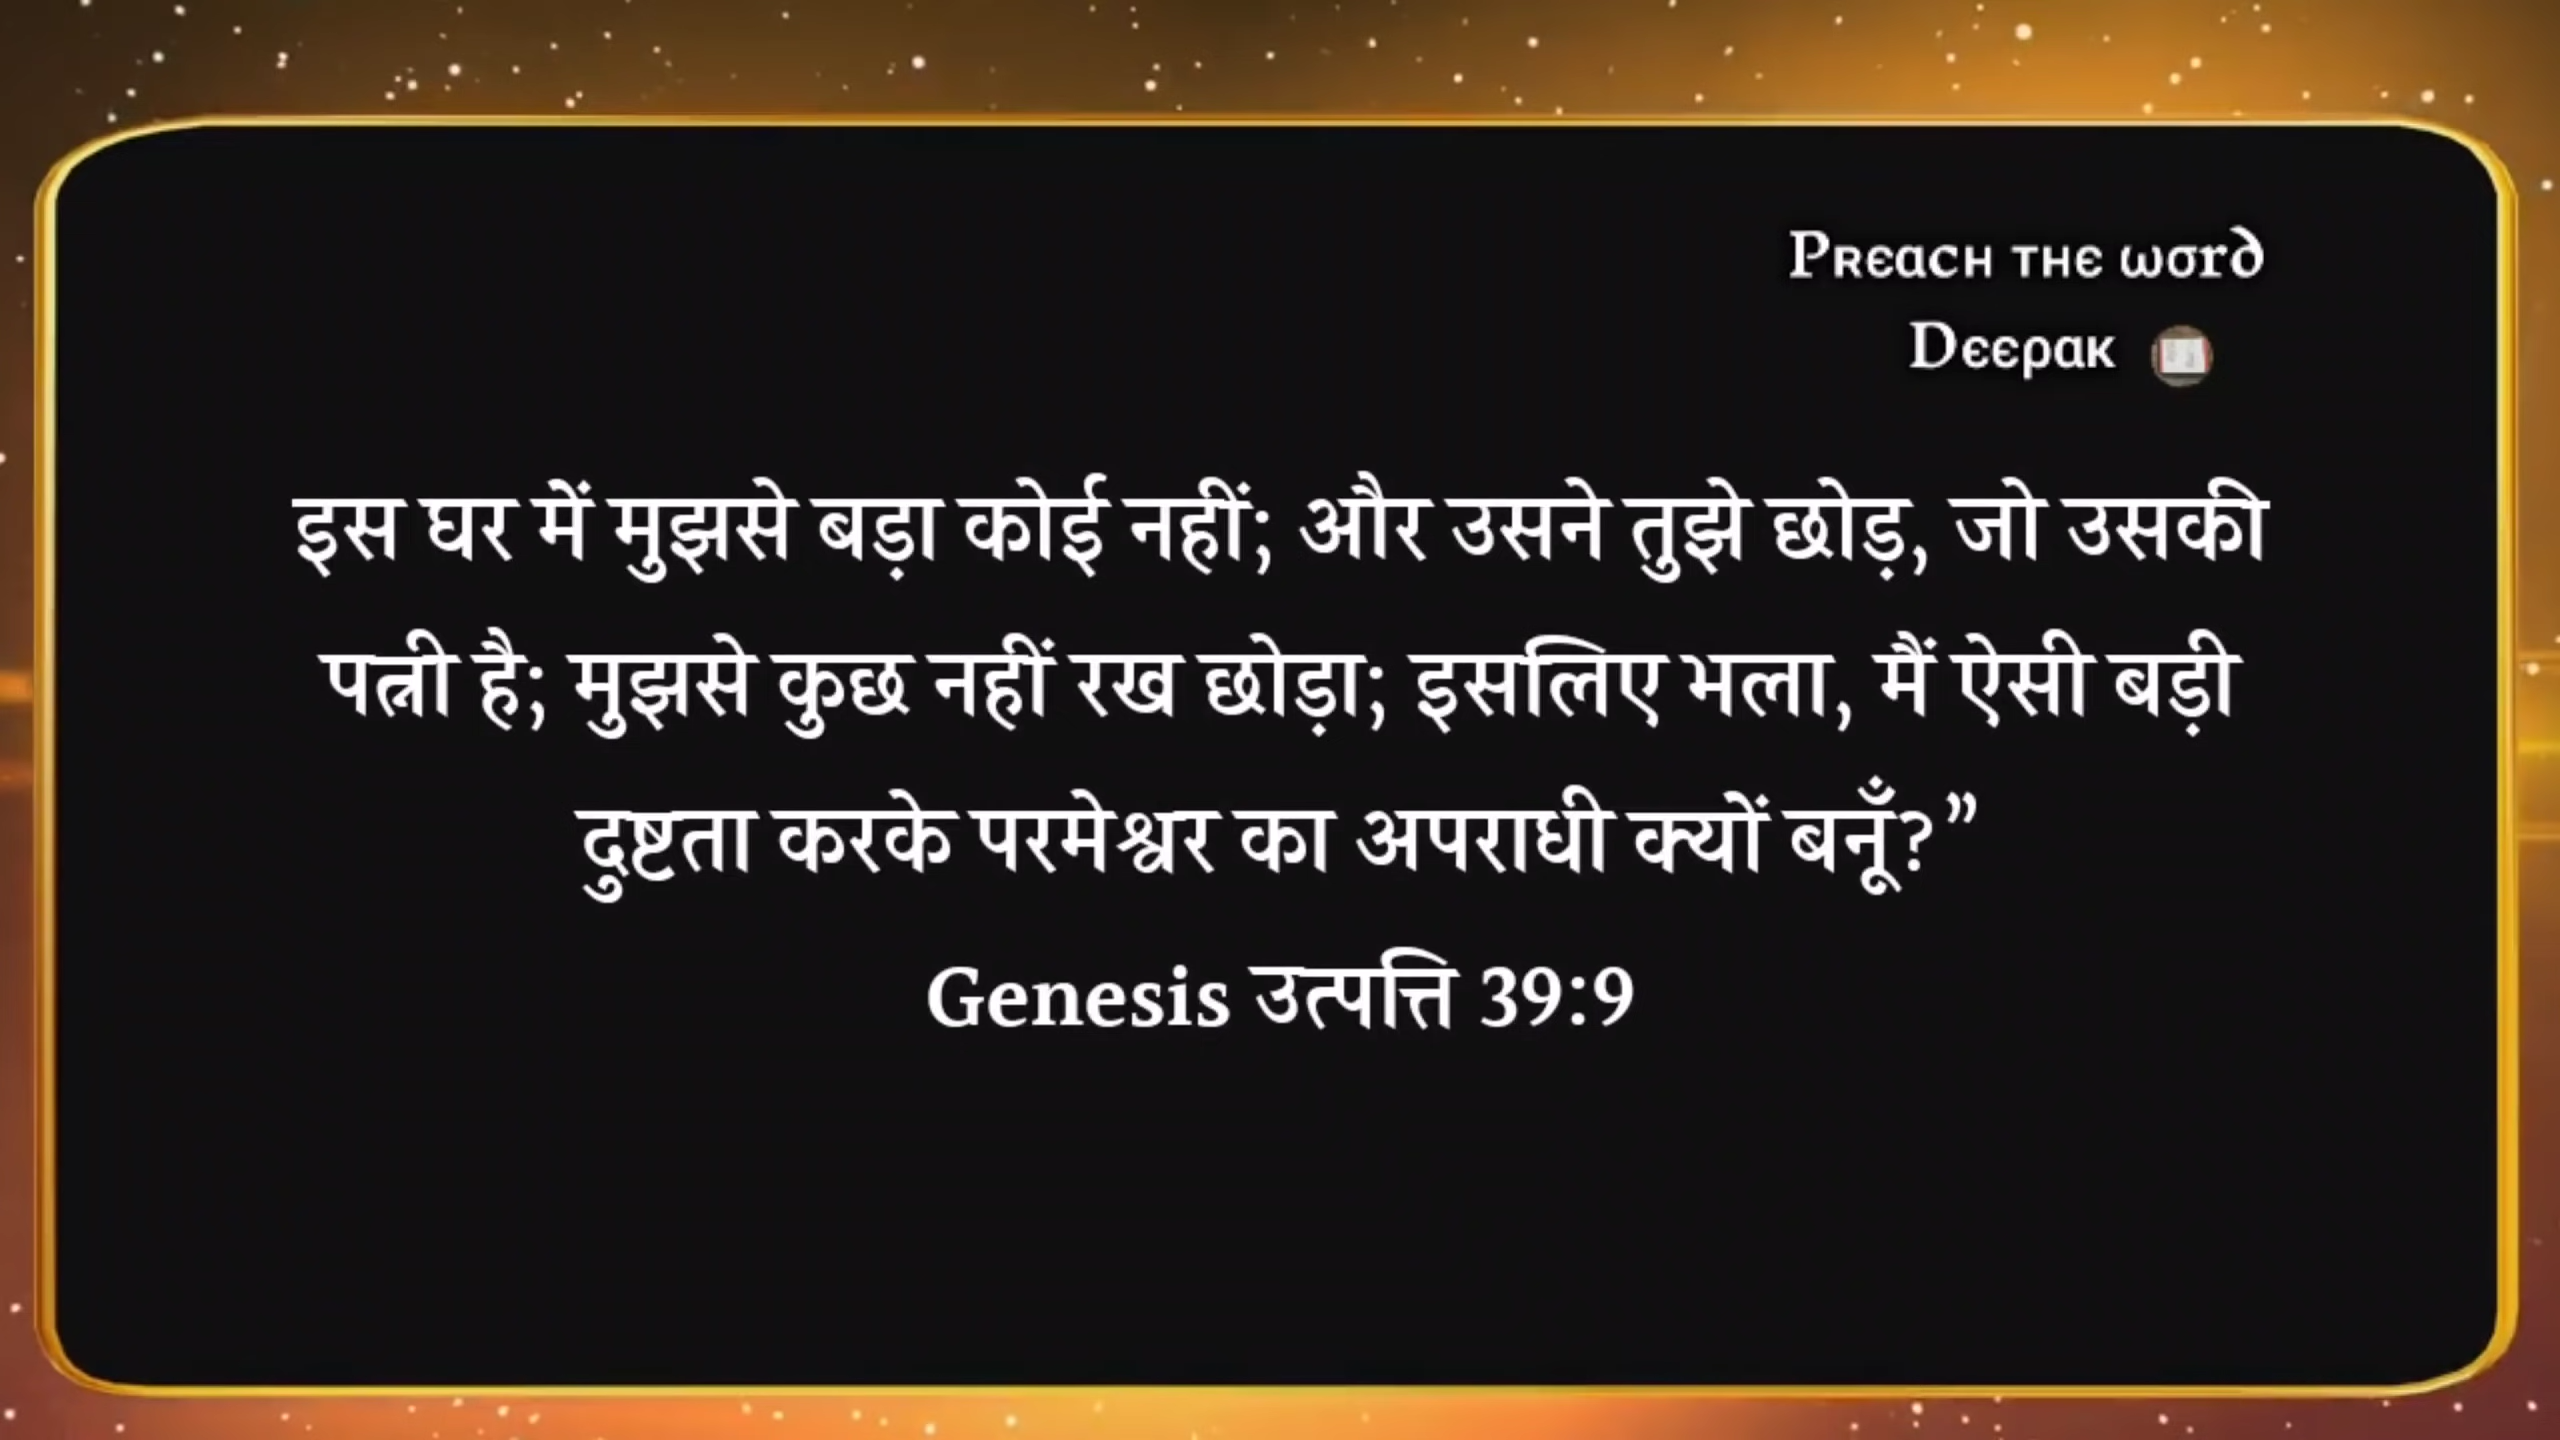 Preach the word
Deepak
इस घर में मुझसे बड़ा कोई नहीं; और उसने तुझे छोड़, जो उसकी
पत्नी है; मुझसे कुछ नहीं रख छोड़ा; इसलिए भला, मैं ऐसी बड़ी
दुष्टता करके परमेश्वर का अपराधी क्यों बनूँ?”
Genesis उत्पत्ति 39:9